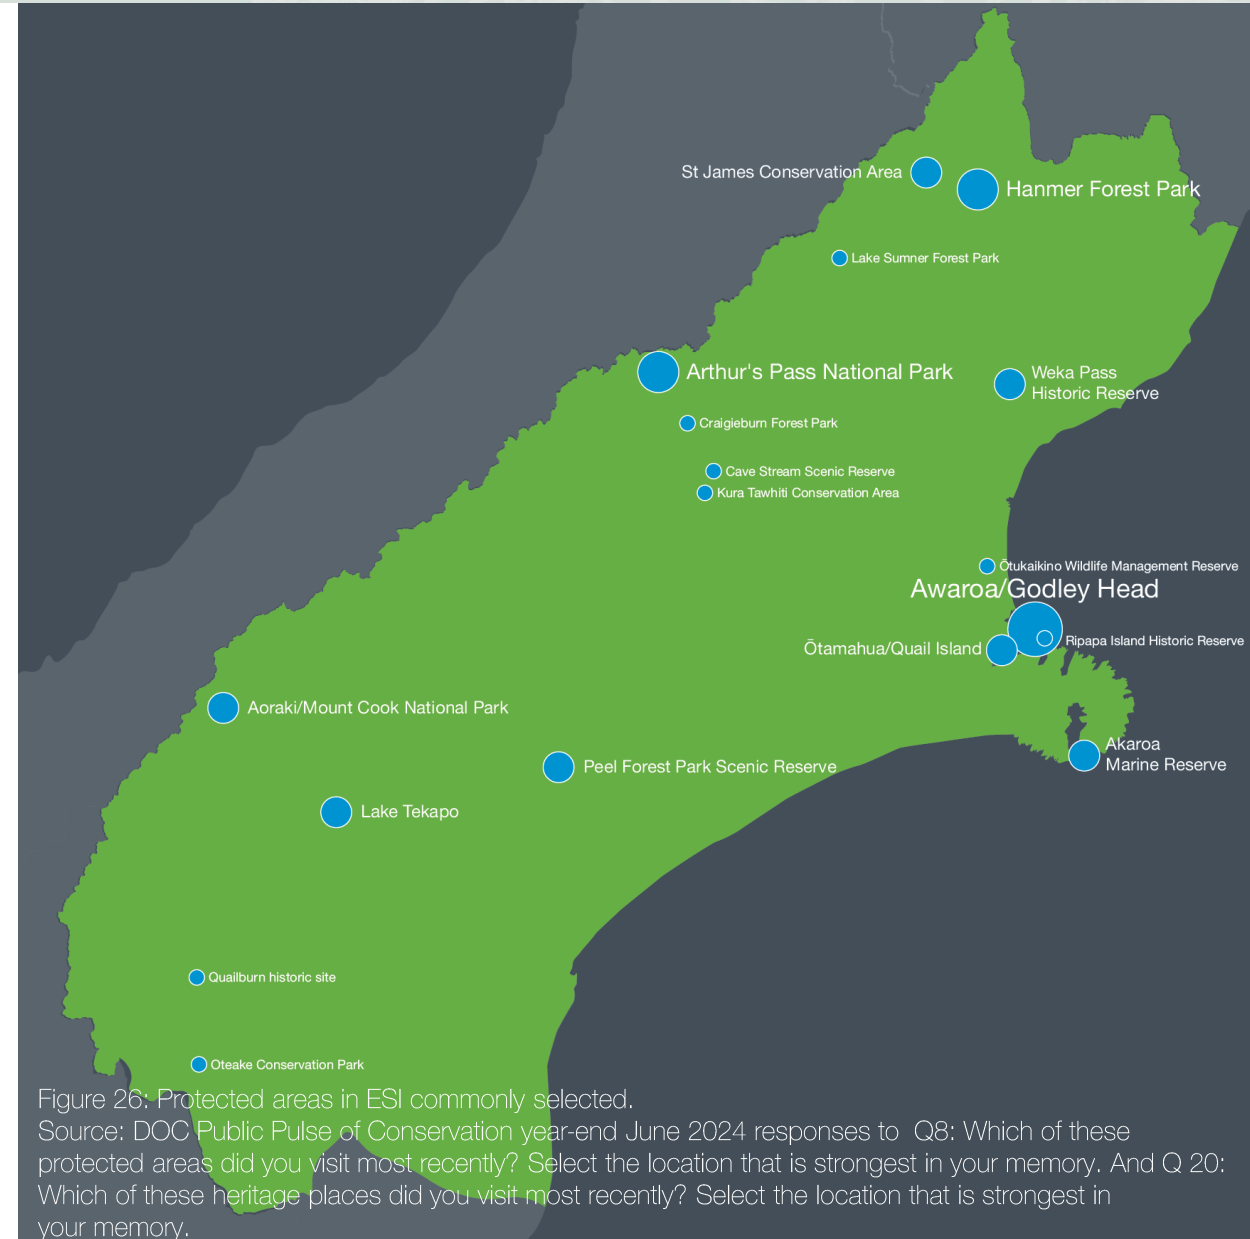 St James Conservation Area
Hanmer Forest Park
Lake Sumner Forest Park
Arthur's Pass National Park
Weka Pass
Historic Reserve
Craigieburn Forest Park
Cave Stream Scenic Reserve
Kura Tawhiti Conservation Area
Ōtukaikino Wildlife Management Reserve
Awaroa/Godley Head
Ripapa Island Historic Reserve
Ōtamahua/Quail Island
Aoraki/Mount Cook National Park
Akaroa
Marine Reserve
Peel Forest Park Scenic Reserve
Lake Tekapo
Quailburn historic site
Oteake Conservation Park
Figure 26: Protected areas in ESI commonly selected.
Source: DOC Public Pulse of Conservation year-end June 2024 responses to  Q8: Which of these
protected areas did you visit most recently? Select the location that is strongest in your memory. And Q 20:
Which of these heritage places did you visit most recently? Select the location that is strongest in
your memory.